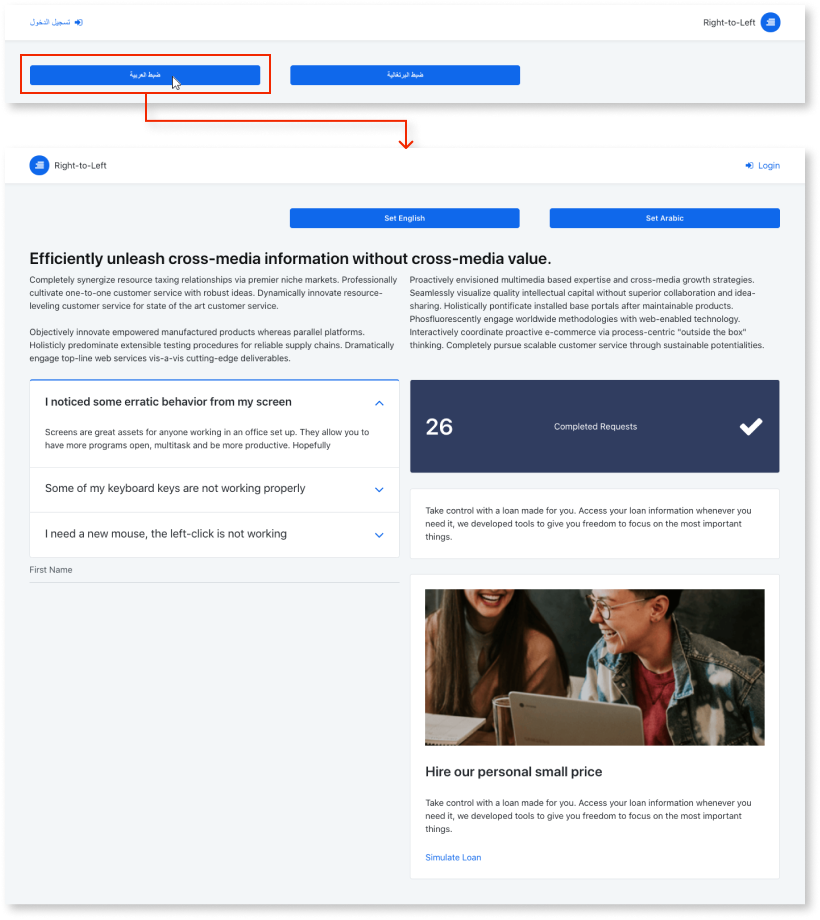 تسجيل الدخول
Right-to-Left
ضبط العربية
ضبط البرتغالية
Right-to-Left
Login
Set English
Set Arabic
Efficiently unleash cross-media information without cross-media value.
Completely synergize resource taxing relationships via premier niche markets. Professionally
cultivate one-to-one customer service with robust ideas. Dynamically innovate resource-
leveling customer service for state of the art customer service.
Objectively innovate empowered manufactured products whereas parallel platforms.
Holisticly predominate extensible testing procedures for reliable supply chains. Dramatically
engage top-line web services vis-a-vis cutting-edge deliverables.
Proactively envisioned multimedia based expertise and cross-media growth strategies.
Seamlessly visualize quality intellectual capital without superior collaboration and idea-
sharing. Holistically pontificate installed base portals after maintainable products.
Phosfluorescently engage worldwide methodologies with web-enabled technology.
Interactively coordinate proactive e-commerce via process-centric "outside the box"
thinking. Completely pursue scalable customer service through sustainable potentialities.
I noticed some erratic behavior from my screen
Screens are great assets for anyone working in an office set up. They allow you to
have more programs open, multitask and be more productive. Hopefully
Some of my keyboard keys are not working properly
I need a new mouse, the left-click is not working
First Name
26
Completed Requests
Take control with a loan made for you. Access your loan information whenever you
need it, we developed tools to give you freedom to focus on the most important
things.
Hire our personal small price
Take control with a loan made for you. Access your loan information whenever you
need it, we developed tools to give you freedom to focus on the most important
things.
Simulate Loan